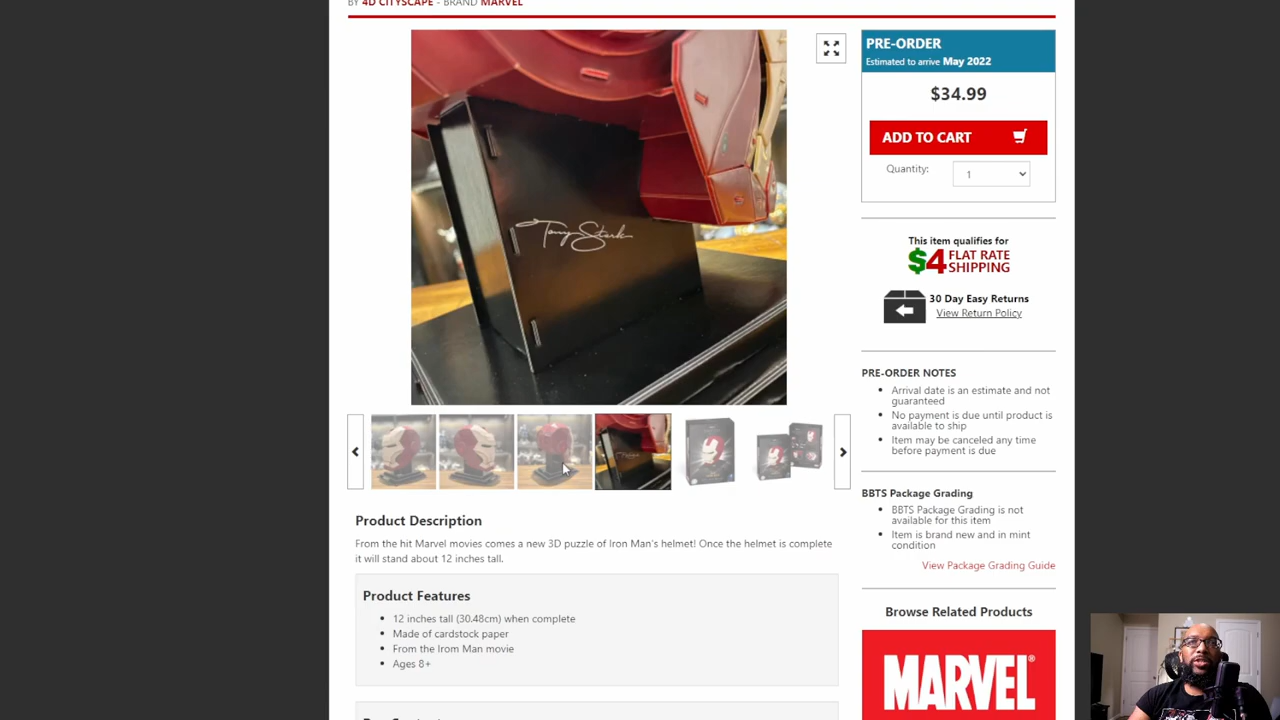 BY 4D CITYSCAPE - BRAND MARVEL
PRE-ORDER
Estimated to arrive May 2022
$34.99
ADD TO CART
Quantity:
1
Tony Stark
This item qualifies for
$4 FLAT RATE
SHIPPING
30 Day Easy Returns
View Return Policy
PRE-ORDER NOTES
Arrival date is an estimate and not
guaranteed
No payment is due until product is
available to ship
Item may be canceled any time
before payment is due
BBTS Package Grading
BBTS Package Grading is not
available for this item
Item is brand new and in mint
condition
View Package Grading Guide
Browse Related Products
MARVEL®
Product Description
From the hit Marvel movies comes a new 3D puzzle of Iron Man's helmet! Once the helmet is complete
it will stand about 12 inches tall.
Product Features
12 inches tall (30.48cm) when complete
Made of cardstock paper
From the Irom Man movie
Ages 8+